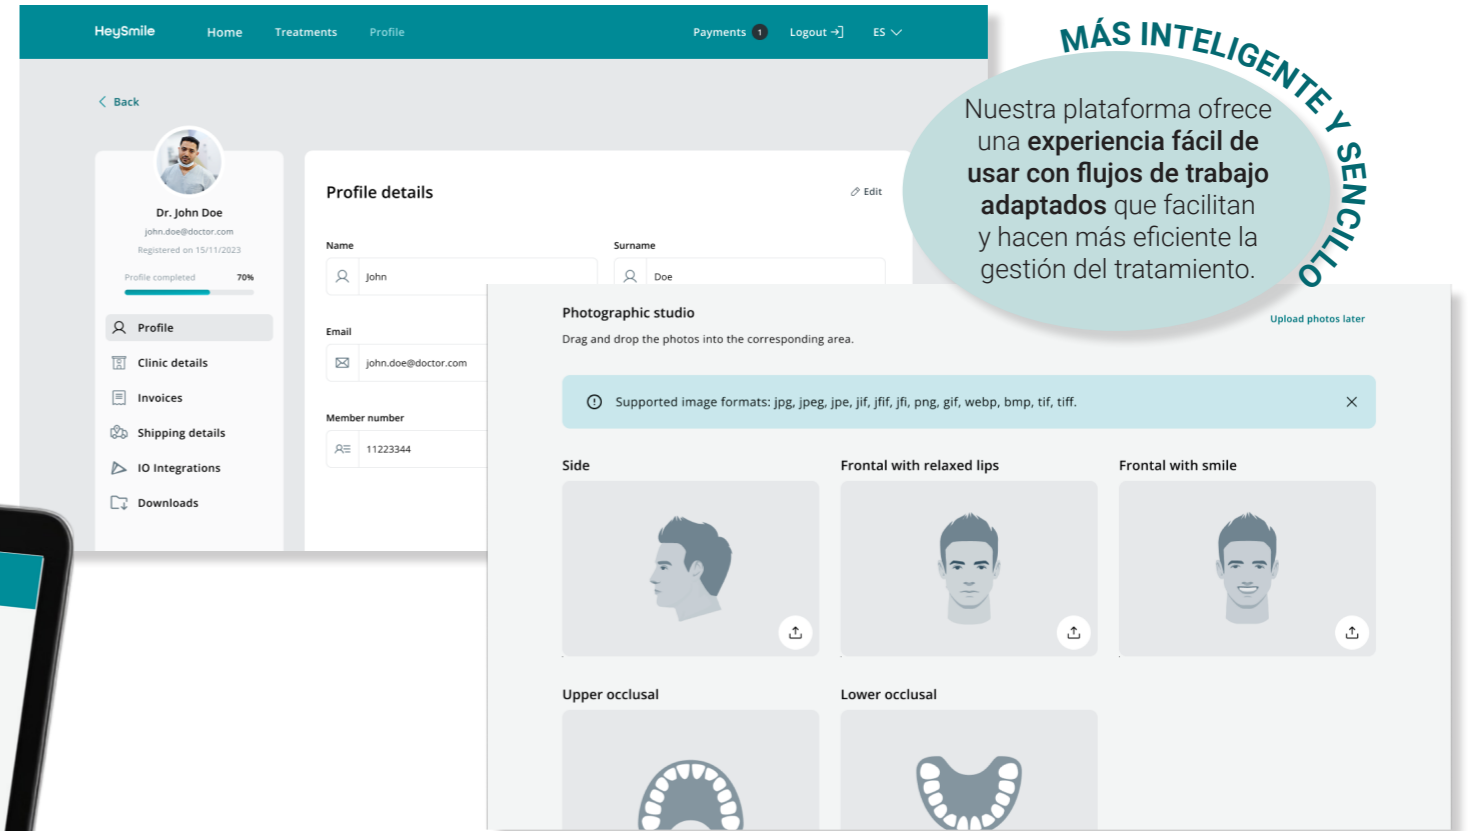 HeySmile Home Treatments Profile Payments 1 Logout ES
Back
Dr. John Doe
john.doe@doctor.com
Registered on 15/11/2023
Profile completed 70%
Profile
Clinic details
Invoices
Shipping details
IO Integrations
Downloads
Profile details
Edit
Name
John
Surname
Doe
Email
john.doe@doctor.com
Member number
11223344
MÁS INTELIGENTE Y SENCILLO
Nuestra plataforma ofrece
una experiencia fácil de
usar con flujos de trabajo
adaptados que facilitan
y hacen más eficiente la
gestión del tratamiento.
Photographic studio
Upload photos later
Drag and drop the photos into the corresponding area.
Supported image formats: jpg, jpeg, jpe, jif, jfif, jfi, png, gif, webp, bmp, tif, tiff.
Side
Frontal with relaxed lips
Frontal with smile
Upper occlusal
Lower occlusal